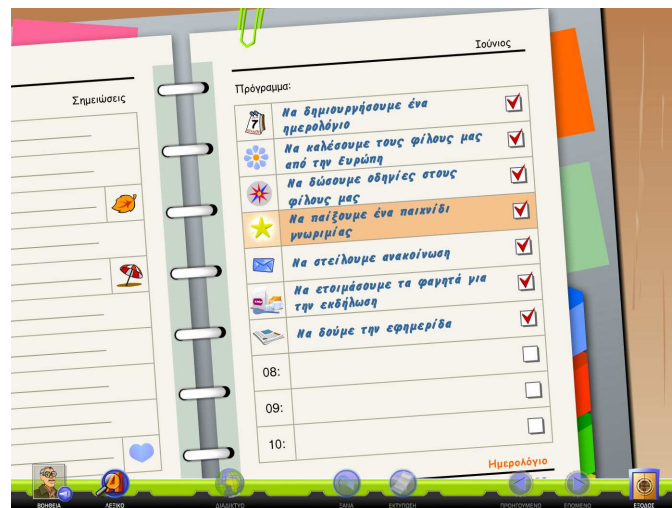 Σημειώσεις
Ιούνιος
Πρόγραμμα:
7
Να δημιουργήσουμε ένα
ημερολόγιο
Να καλέσουμε τους φίλους μας
από την Ευρώπη
Να δώσουμε οδηγίες στους
φίλους μας
Να παίξουμε ένα παιχνίδι
γνωριμίας
Να στείλουμε ανακοίνωση
Να ετοιμάσουμε τα φαγητά για
την εκδήλωση
Να δούμε την εφημερίδα
08:
09:
10:
Ημερολόγιο
ΒΟΗΘΕΙΑ
ΛΕΞΙΚΟ
ΔΙΑΔΙΚΤΥΟ
ΞΑΝΑ
ΕΚΤΥΠΩΣΗ
ΠΡΟΗΓΟΥΜΕΝΟ
ΕΠΟΜΕΝΟ
ΕΞΟΔΟΣ